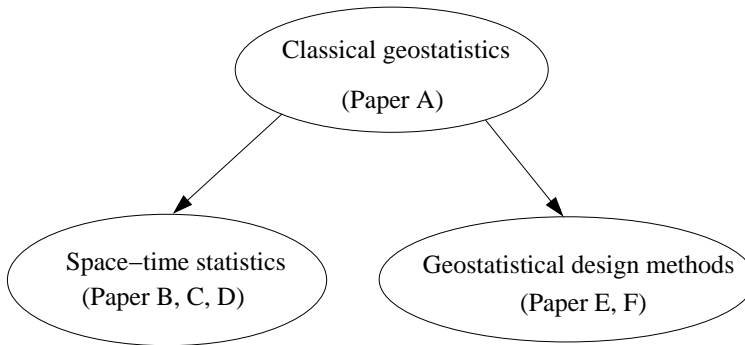 Classical geostatistics
(Paper A)
Space−time statistics
(Paper B, C, D)
Geostatistical design methods
(Paper E, F)